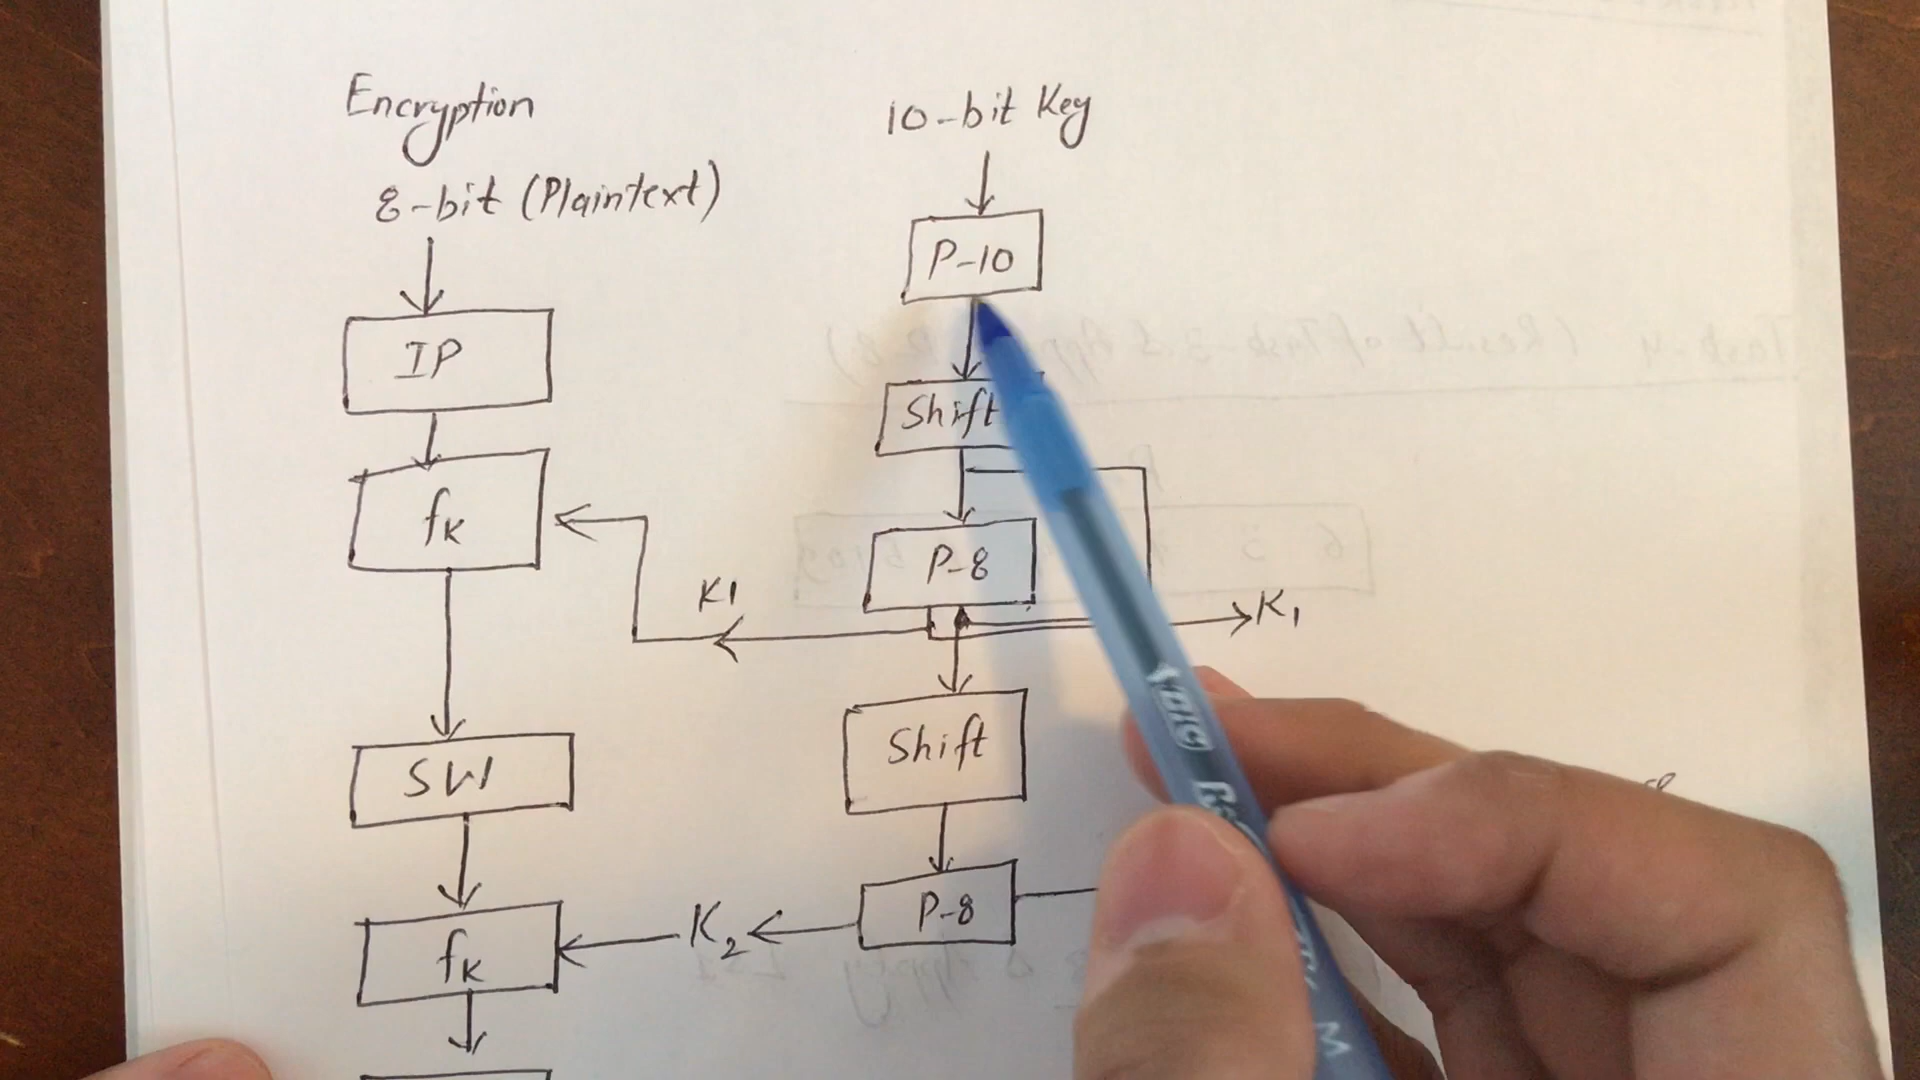 Encryption
8-bit (Plaintext)
IP
fK
SW
fK
10-bit Key
P-10
Shift
P-8
K1
K1
Shift
P-8
K2
BIC